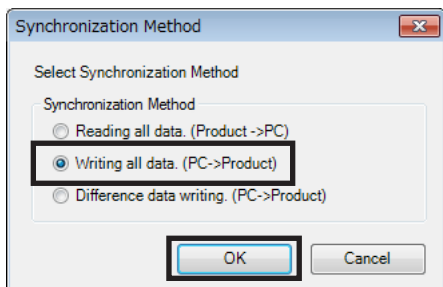 Synchronization Method
Select Synchronization Method
Synchronization Method
Reading all data. (Product ->PC)
Writing all data. (PC->Product)
Difference data writing. (PC->Product)
OK Cancel